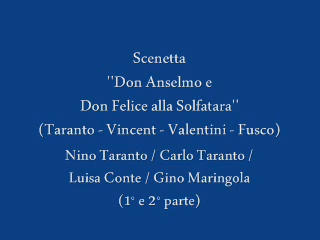 Scenetta
"Don Anselmo e
Don Felice alla Solfatara"
(Taranto - Vincent - Valentini - Fusco)
Nino Taranto / Carlo Taranto /
Luisa Conte / Gino Maringola
(1° e 2° parte)